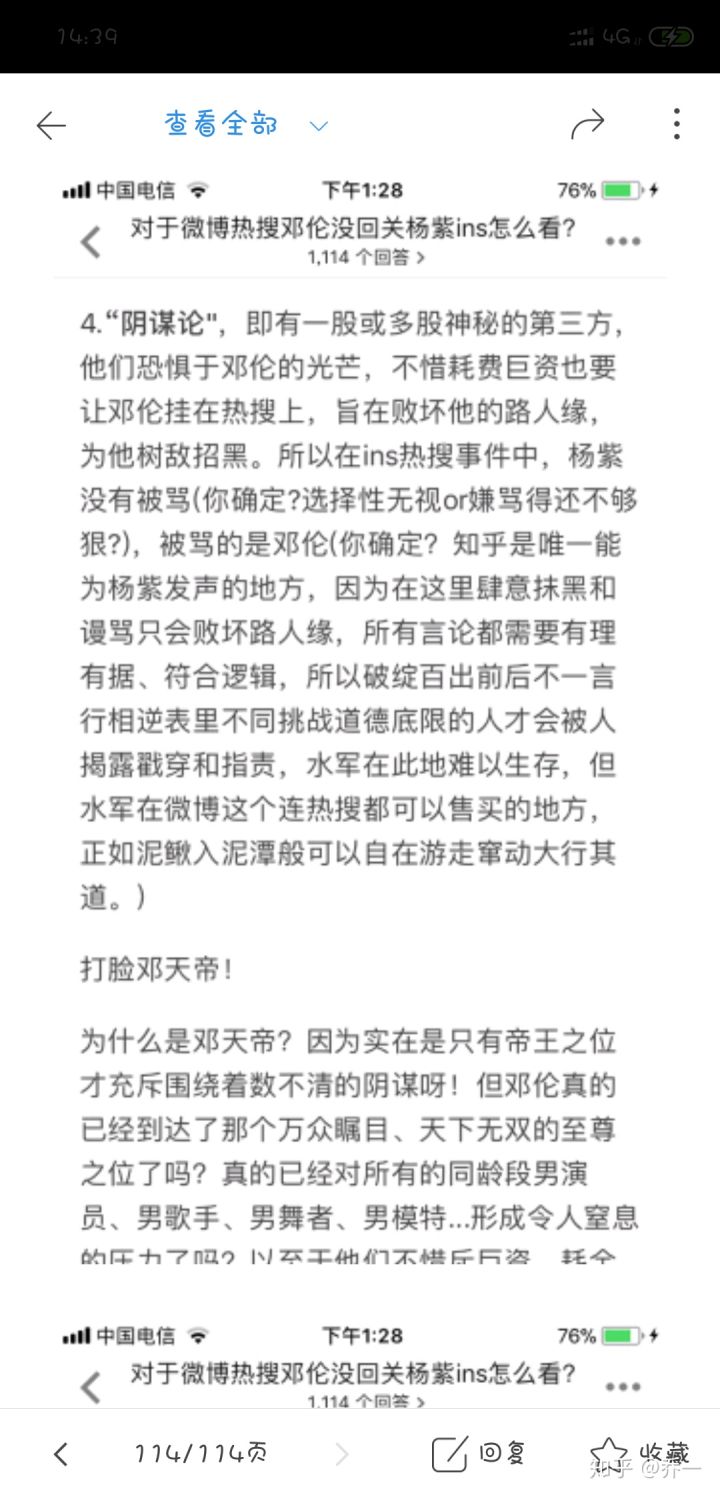 14:39
4G
查看全部
中国电信
下午1:28
76%
对于微博热搜邓伦没回关杨紫ins怎么看?
1,114 个回答
4.“阴谋论"，即有一股或多股神秘的第三方，
他们恐惧于邓伦的光芒，不惜耗费巨资也要
让邓伦挂在热搜上，旨在败坏他的路人缘，
为他树敌招黑。所以在ins热搜事件中，杨紫
没有被骂(你确定?选择性无视or嫌骂得还不够
狠?)，被骂的是邓伦(你确定？知乎是唯一能
为杨紫发声的地方，因为在这里肆意抹黑和
谩骂只会败坏路人缘，所有言论都需要有理
有据、符合逻辑，所以破绽百出前后不一言
行相逆表里不同挑战道德底限的人才会被人
揭露戳穿和指责，水军在此地难以生存，但
水军在微博这个连热搜都可以售买的地方，
正如泥鳅入泥潭般可以自在游走窜动大行其
道。)
打脸邓天帝！
为什么是邓天帝？因为实在是只有帝王之位
才充斥围绕着数不清的阴谋呀！但邓伦真的
已经到达了那个万众瞩目、天下无双的至尊
之位了吗？真的已经对所有的同龄段男演
员、男歌手、男舞者、男模特...形成令人窒息
的压力了吗？以至于他们不惜斥巨资、耗全
中国电信
下午1:28
76%
对于微博热搜邓伦没回关杨紫ins怎么看?
1,114 个回答
114/114页
回复
收藏
知乎 @乔一